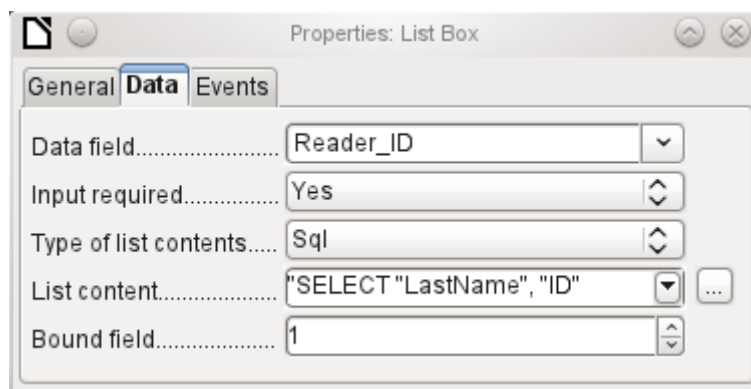 Properties: List Box
General Data Events
Data field........................ Reader_ID
Input required................ Yes
Type of list contents..... Sql
List content.................... "SELECT "LastName", "ID" ...
Bound field.................... 1